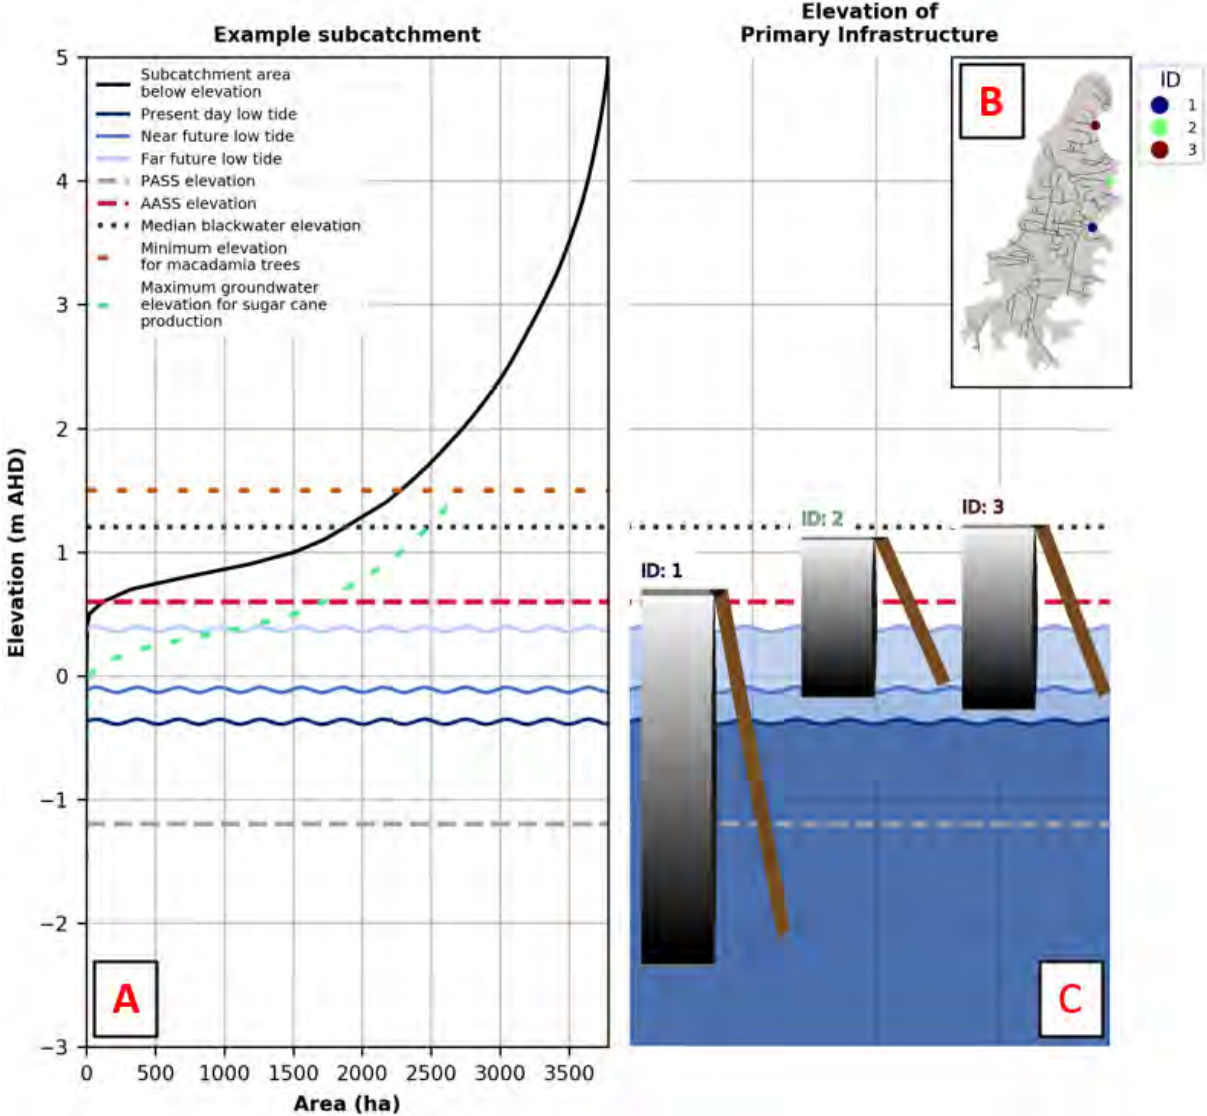 Example subcatchment
Elevation of
Primary Infrastructure
5
4
3
2
1
0
−1
−2
−3
Elevation (m AHD)
Subcatchment area
below elevation
Present day low tide
Near future low tide
Far future low tide
PASS elevation
AASS elevation
Median blackwater elevation
Minimum elevation
for macadamia trees
Maximum groundwater
elevation for sugar cane
production
A
0 500 1000 1500 2000 2500 3000 3500
Area (ha)
B
ID
1
2
3
ID: 1
ID: 2
ID: 3
C